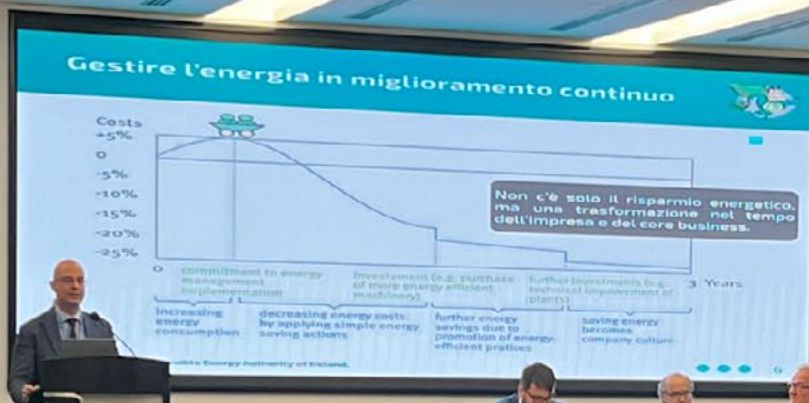 Gestire l'energia in miglioramento continuo
Costs
+5%
0
-5%
-10%
-15%
-20%
-25%
Non c'è solo il risparmio energetico,
ma una trasformazione nel tempo
dell'impresa e del core business.
0
commitment to energy
management
implementation
Investement (e.g. purchase
of more energy efficient
machinery)
further investments (e.g.
technical improvement of
plants)
3 Years
increasing
energy
consumption
decreasing energy costs
by applying simple energy
saving actions
further energy
savings due to
promotion of energy-
efficient pratices
saving energy
becomes
company culture
Energy Authority of Ireland.
6